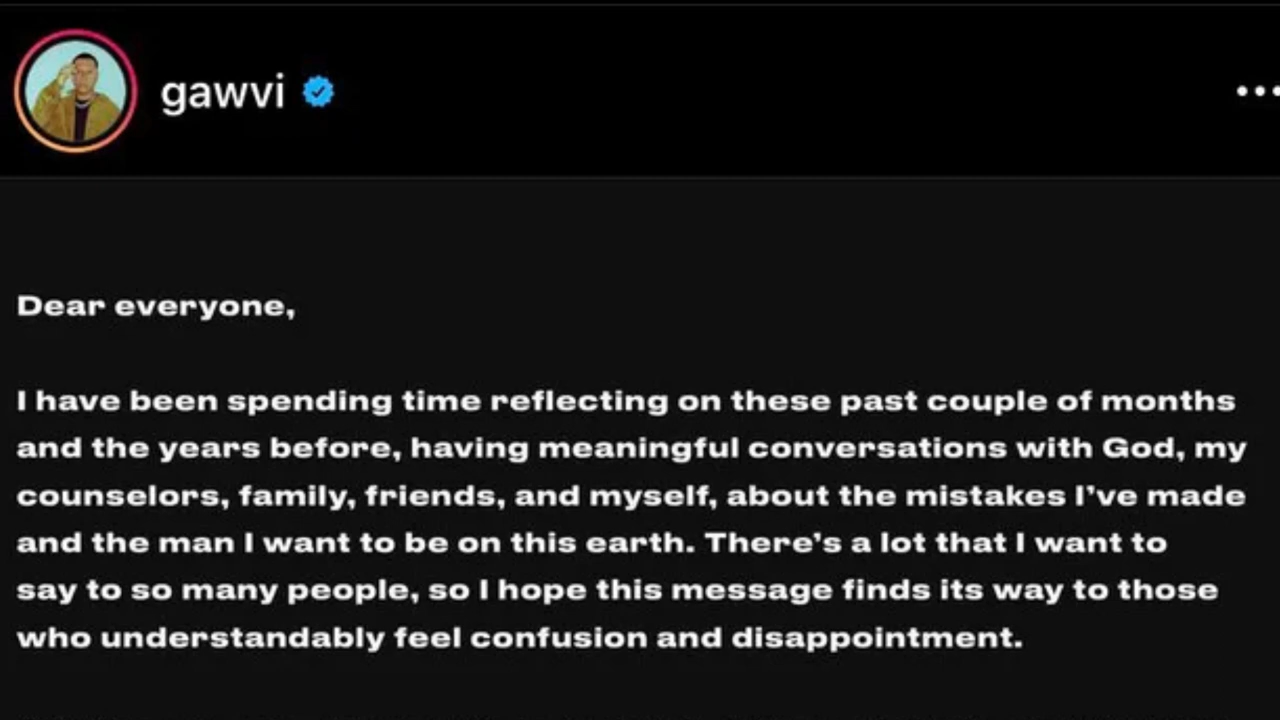 gawvi
Dear everyone,
I have been spending time reflecting on these past couple of months
and the years before, having meaningful conversations with God, my
counselors, family, friends, and myself, about the mistakes I’ve made
and the man I want to be on this earth. There’s a lot that I want to
say to so many people, so I hope this message finds its way to those
who understandably feel confusion and disappointment.